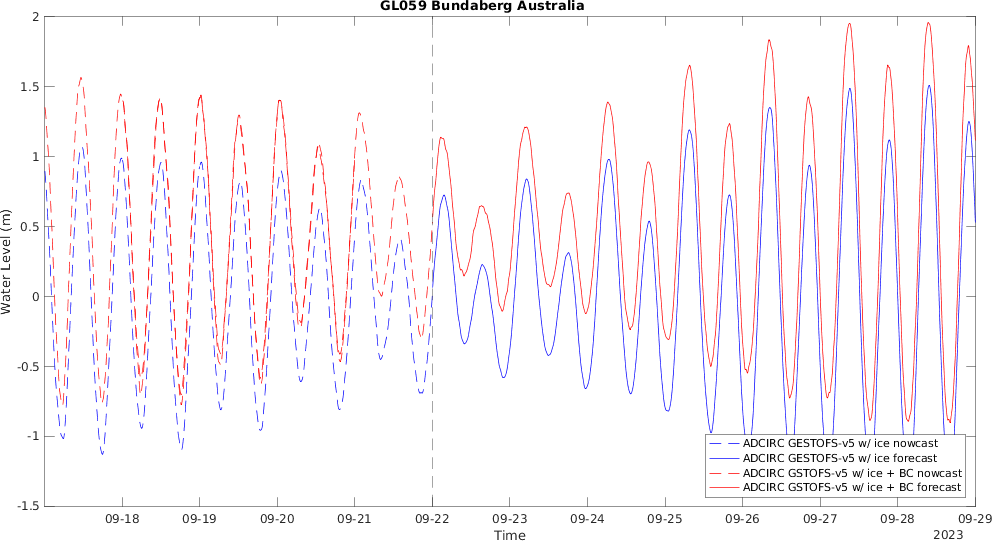 GL059 Bundaberg Australia
2
1.5
1
0.5
0
-0.5
-1
-1.5
Water Level (m)
ADCIRC GESTOFS-v5 w/ ice nowcast
ADCIRC GESTOFS-v5 w/ ice forecast
ADCIRC GSTOFS-v5 w/ ice + BC nowcast
ADCIRC GSTOFS-v5 w/ ice + BC forecast
09-18 09-19 09-20 09-21 09-22 09-23 09-24 09-25 09-26 09-27 09-28 09-29
Time
2023